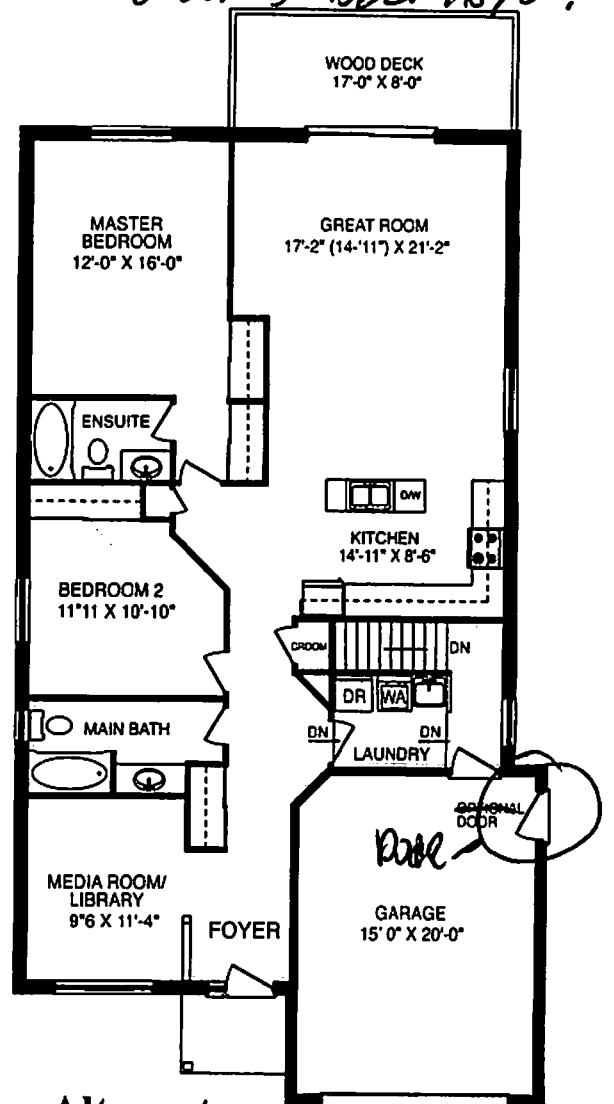 WOOD DECK
17'-0" X 8'-0"
MASTER
BEDROOM
12'-0" X 16'-0"
GREAT ROOM
17'-2" (14-'11") X 21'-2"
ENSUITE
D/W
KITCHEN
14'-11" X 8'-6"
BEDROOM 2
11"11 X 10'-10"
CROOM
DN
DR
WA
MAIN BATH
DN
DN
LAUNDRY
OPTIONAL
DOOR
MEDIA ROOM/
LIBRARY
9"6 X 11'-4"
FOYER
GARAGE
15' 0" X 20'-0"